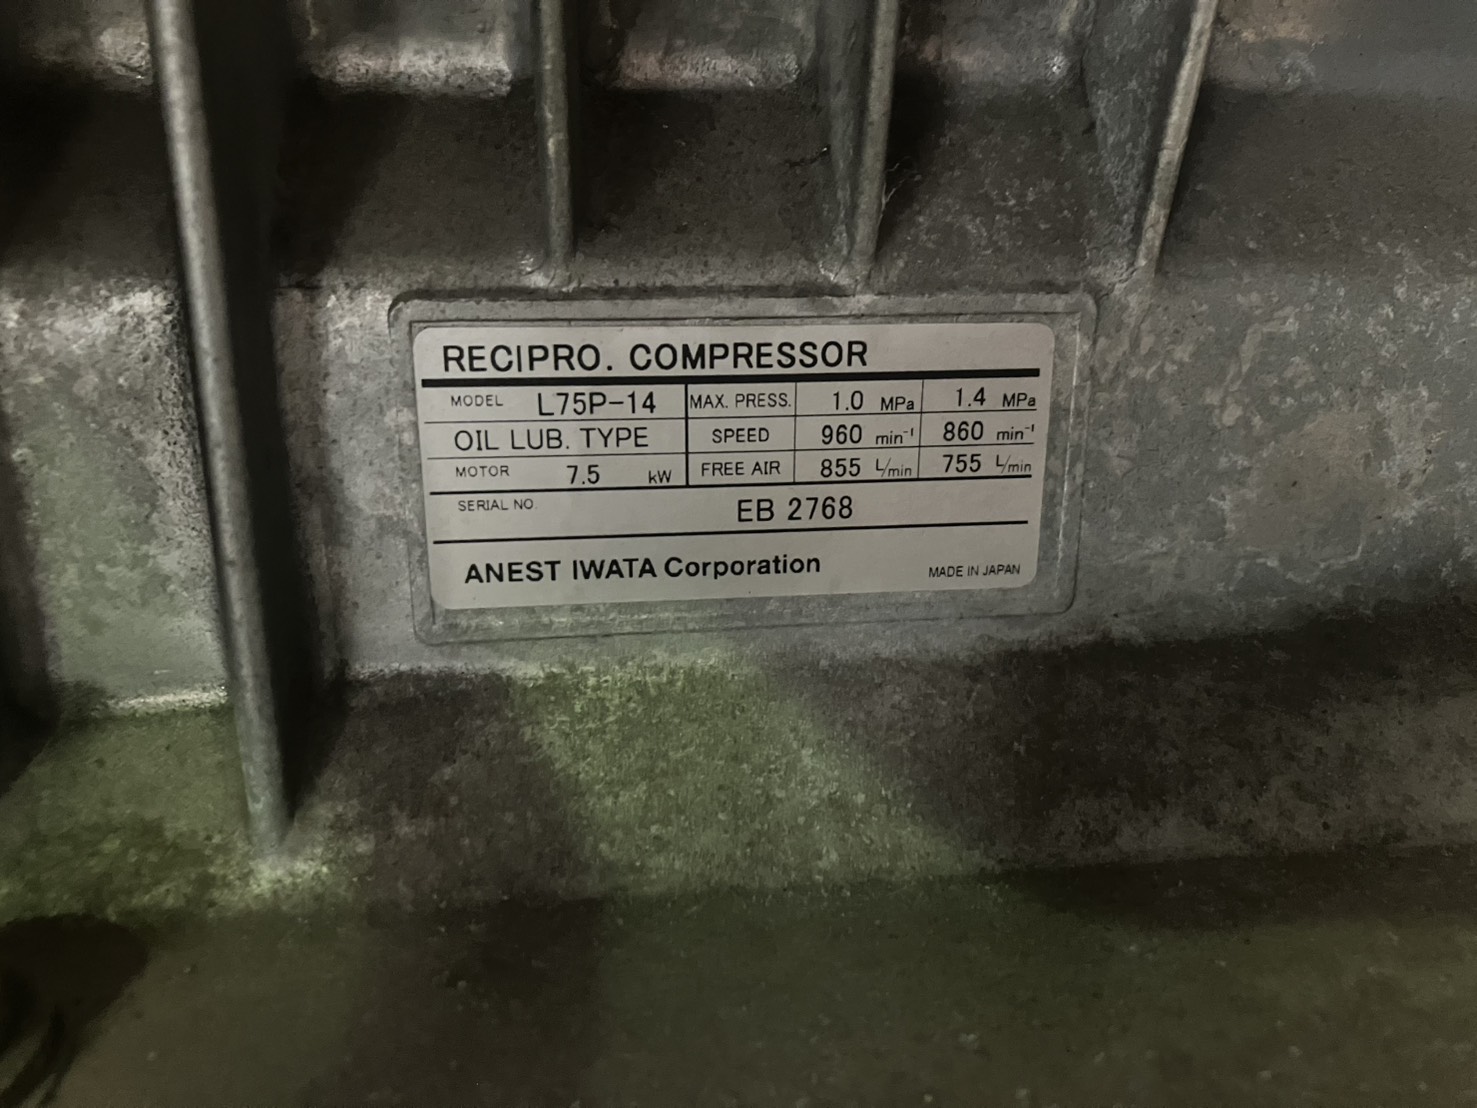 RECIPRO. COMPRESSOR
MODEL L75P-14 MAX. PRESS. 1.0 MPa 1.4 MPa
OIL LUB. TYPE SPEED 960 min⁻¹ 860 min⁻¹
MOTOR 7.5 kW FREE AIR 855 L/min 755 L/min
SERIAL NO. EB 2768
ANEST IWATA Corporation MADE IN JAPAN